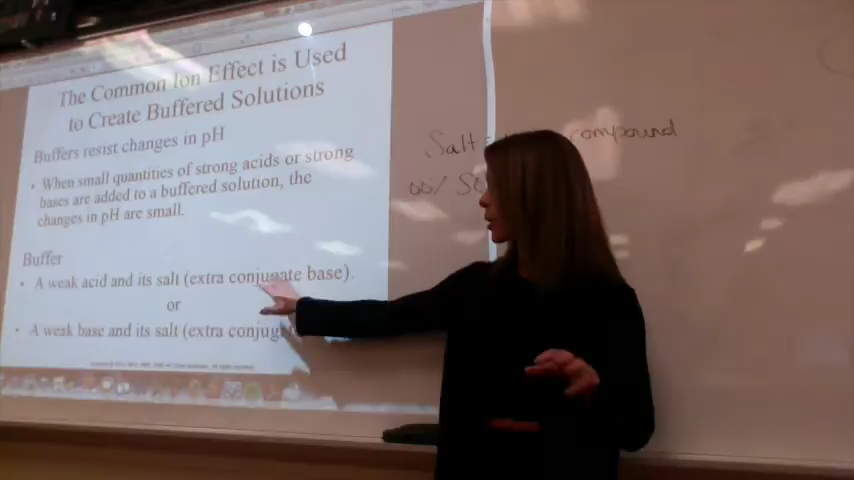 The Common Ion Effect is Used
to Create Buffered Solutions
Buffers resist changes in pH
• When small quantities of strong acids or strong
bases are added to a buffered solution, the
changes in pH are small.
Buffer
• A weak acid and its salt (extra conjugate base).
or
• A weak base and its salt (extra
Salt = compound